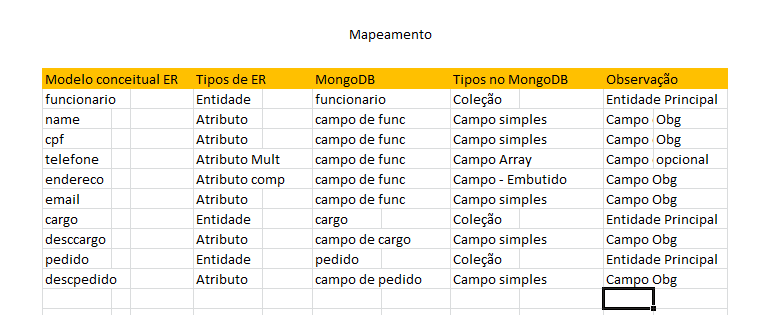 Mapeamento
Modelo conceitual ER Tipos de ER MongoDB Tipos no MongoDB Observação
funcionario Entidade funcionario Coleção Entidade Principal
name Atributo campo de func Campo simples Campo Obg
cpf Atributo campo de func Campo simples Campo Obg
telefone Atributo Mult campo de func Campo Array Campo opcional
endereco Atributo comp campo de func Campo - Embutido Campo Obg
email Atributo campo de func Campo simples Campo Obg
cargo Entidade cargo Coleção Entidade Principal
desccargo Atributo campo de cargo Campo simples Campo Obg
pedido Entidade pedido Coleção Entidade Principal
descpedido Atributo campo de pedido Campo simples Campo Obg